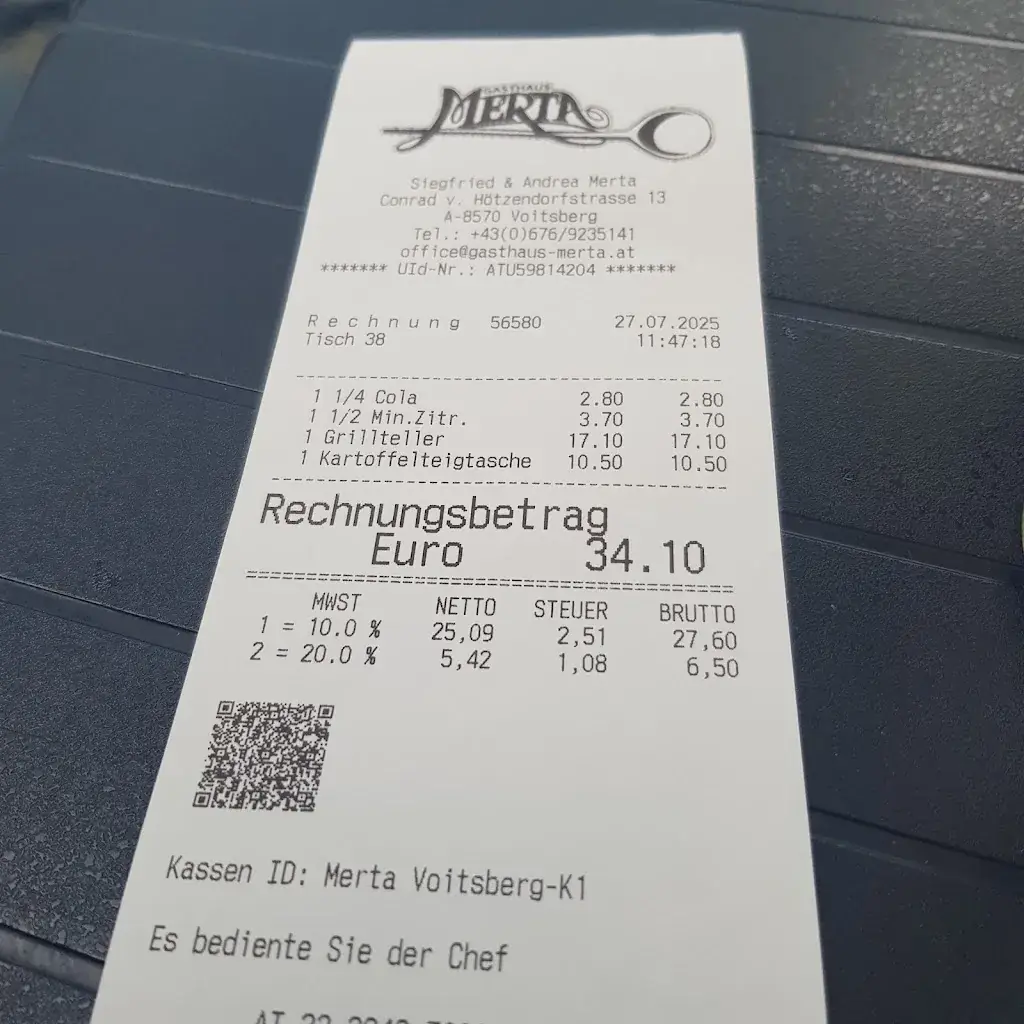 GASTHAUS
MERTA
Siegfried & Andrea Merta
Conrad v. Hötzendorfstrasse 13
A-8570 Voitsberg
Tel.: +43(0)676/9235141
office@gasthaus-merta.at
******* UId-Nr.: ATU59814204 *******
Rechnung 56580 27.07.2025
Tisch 38 11:47:18
1 1/4 Cola 2.80 2.80
1 1/2 Min.Zitr. 3.70 3.70
1 Grillteller 17.10 17.10
1 Kartoffelteigtasche 10.50 10.50
Rechnungsbetrag
Euro 34.10
MWST NETTO STEUER BRUTTO
1 = 10.0 % 25,09 2,51 27,60
2 = 20.0 % 5,42 1,08 6,50
Kassen ID: Merta Voitsberg-K1
Es bediente Sie der Chef